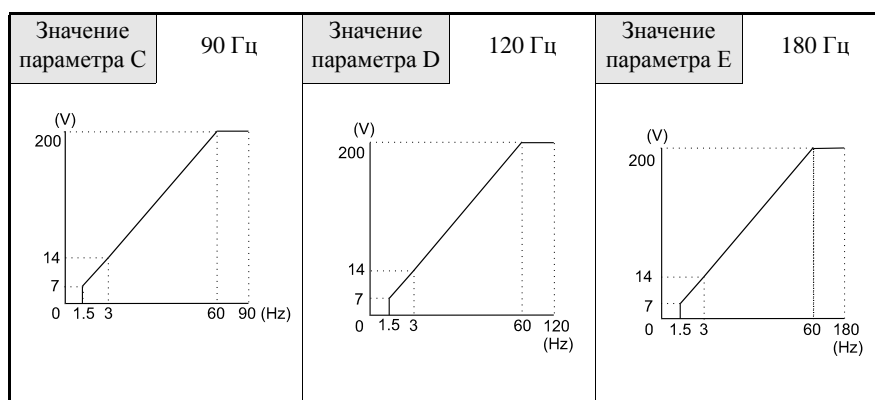 Значение
параметра C
90 Гц
(V)
200
14
7
0 1.5 3 60 90 (Hz)
Значение
параметра D
120 Гц
(V)
200
14
7
0 1.5 3 60 120
(Hz)
Значение
параметра E
180 Гц
(V)
200
14
7
0 1.5 3 60 180
(Hz)